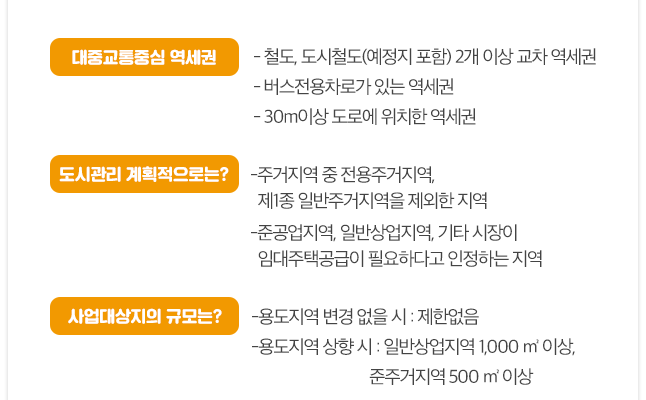 대중교통중심 역세권
- 철도, 도시철도(예정지 포함) 2개 이상 교차 역세권
- 버스전용차로가 있는 역세권
- 30m이상 도로에 위치한 역세권
도시관리 계획적으로는?
-주거지역 중 전용주거지역,
제1종 일반주거지역을 제외한 지역
-준공업지역, 일반상업지역, 기타 시장이
임대주택공급이 필요하다고 인정하는 지역
사업대상지의 규모는?
-용도지역 변경 없을 시 : 제한없음
-용도지역 상향 시 : 일반상업지역 1,000 ㎡ 이상,
준주거지역 500 ㎡ 이상